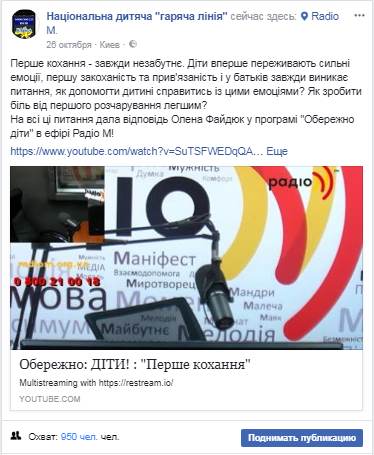 Національна дитяча "гаряча лінія" сейчас здесь: Radio
M.
26 октября · Киев ·
Перше кохання - завжди незабутнє. Діти вперше переживають сильні
емоції, першу закоханість та прив'язаність і у батьків завжди виникає
питання, як допомогти дитині справитись із цими емоціями? Як зробити
біль від першого розчарування легшим?
На всі ці питання дала відповідь Олена Файдюк у програмі "Обережно
діти" в ефірі Радіо М!
https://www.youtube.com/watch?v=SuTSFWEDqQA... Еще
Мужність
Думка
Комфорт
радіо
Ю
radiom.org.ua
0 800 21 00 18
Маніфест
Взаємодопомога
Миротворец
МОВА
Мандри
Малеча
Мелодія
Майбутнє
Обережно: ДІТИ! : "Перше кохання"
Multistreaming with https://restream.io/
YOUTUBE.COM
Охват: 950 чел. чел.
Поднимать публикацию